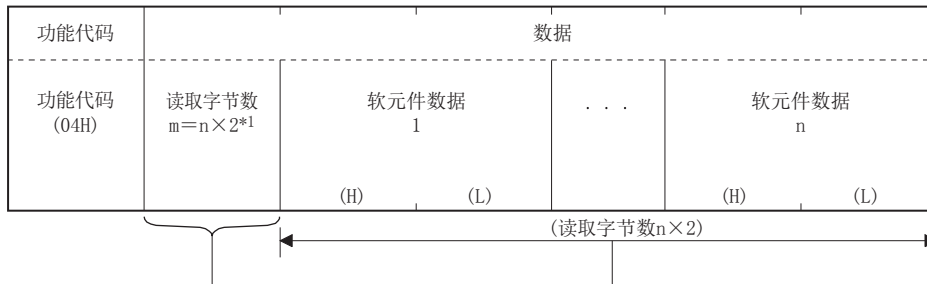 功能代码 数据
功能代码 读取字节数 软元件数据 . . . 软元件数据
(04H) m=n×2*1 1 n
(H) (L) (H) (L)
(读取字节数n×2)